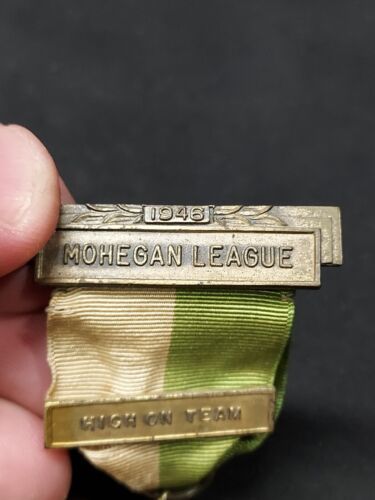 1946
MOHEGAN LEAGUE
HIGH ON TEAM